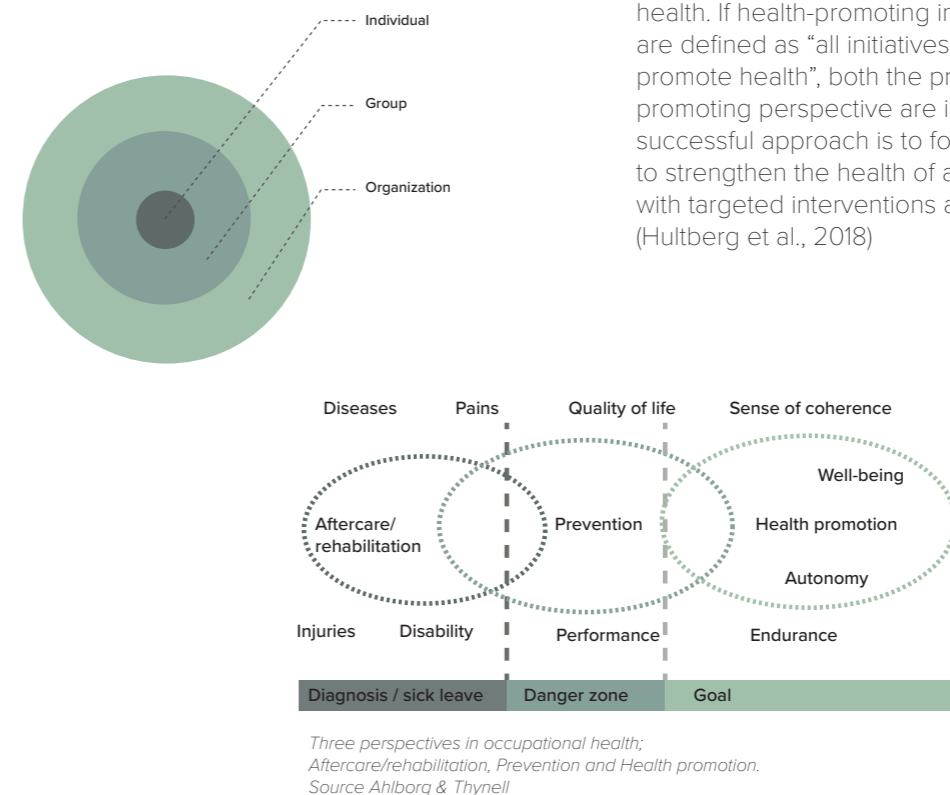 Individual
Group
Organization
health. If health-promoting in
are defined as “all initiatives
promote health”, both the pr
promoting perspective are i
successful approach is to fo
to strengthen the health of a
with targeted interventions a
(Hultberg et al., 2018)
Diseases Pains Quality of life Sense of coherence
Well-being
Aftercare/ Prevention Health promotion
rehabilitation
Autonomy
Injuries Disability Performance Endurance
Diagnosis / sick leave Danger zone Goal
Three perspectives in occupational health;
Aftercare/rehabilitation, Prevention and Health promotion.
Source Ahlborg & Thynell